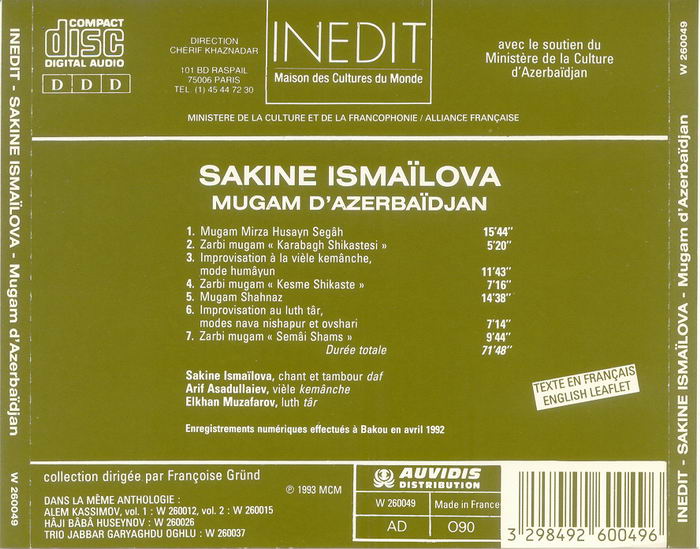 COMPACT
disc
DIGITAL AUDIO
D D D
DIRECTION
CHERIF KHAZNADAR
101 BD RASPAIL
75006 PARIS
TEL. (1) 45 44 72 30
INEDIT
Maison des Cultures du Monde
avec le soutien du
Ministère de la Culture
d'Azerbaïdjan
MINISTERE DE LA CULTURE ET DE LA FRANCOPHONIE / ALLIANCE FRANÇAISE
SAKINE ISMAÏLOVA
MUGAM D'AZERBAÏDJAN
1. Mugam Mirza Husayn Segâh 15'44"
2. Zarbi mugam « Karabagh Shikastesi » 5'20"
3. Improvisation à la vièle kemânche,
mode humâyun 11'43"
4. Zarbi mugam « Kesme Shikaste » 7'16"
5. Mugam Shahnaz 14'38"
6. Improvisation au luth târ,
modes nava nishapur et ovshari 7'14"
7. Zarbi mugam « Semâi Shams » 9'44"
Durée totale 71'48"
Sakine Ismaïlova, chant et tambour daf
Arif Asadullaiev, vièle kemânche
Elkhan Muzafarov, luth târ
TEXTE EN FRANÇAIS
ENGLISH LEAFLET
Enregistrements numériques effectués à Bakou en avril 1992
collection dirigée par Françoise Gründ
DANS LA MÊME ANTHOLOGIE :
ALEM KASSIMOV, vol. 1 : W 260012, vol. 2 : W 260015
HÂJI BÂBÂ HUSEYNOV : W 260026
TRIO JABBAR GARYAGHDU OGHLU : W 260037
℗ 1993 MCM
AUVIDIS
DISTRIBUTION
W 260049
Made in France
AD
O90
3 298492 600496
INEDIT - SAKINE ISMAÏLOVA - Mugam d'Azerbaïdjan
W 260049
W 260049
INEDIT - SAKINE ISMAÏLOVA - Mugam d'Azerbaïdjan